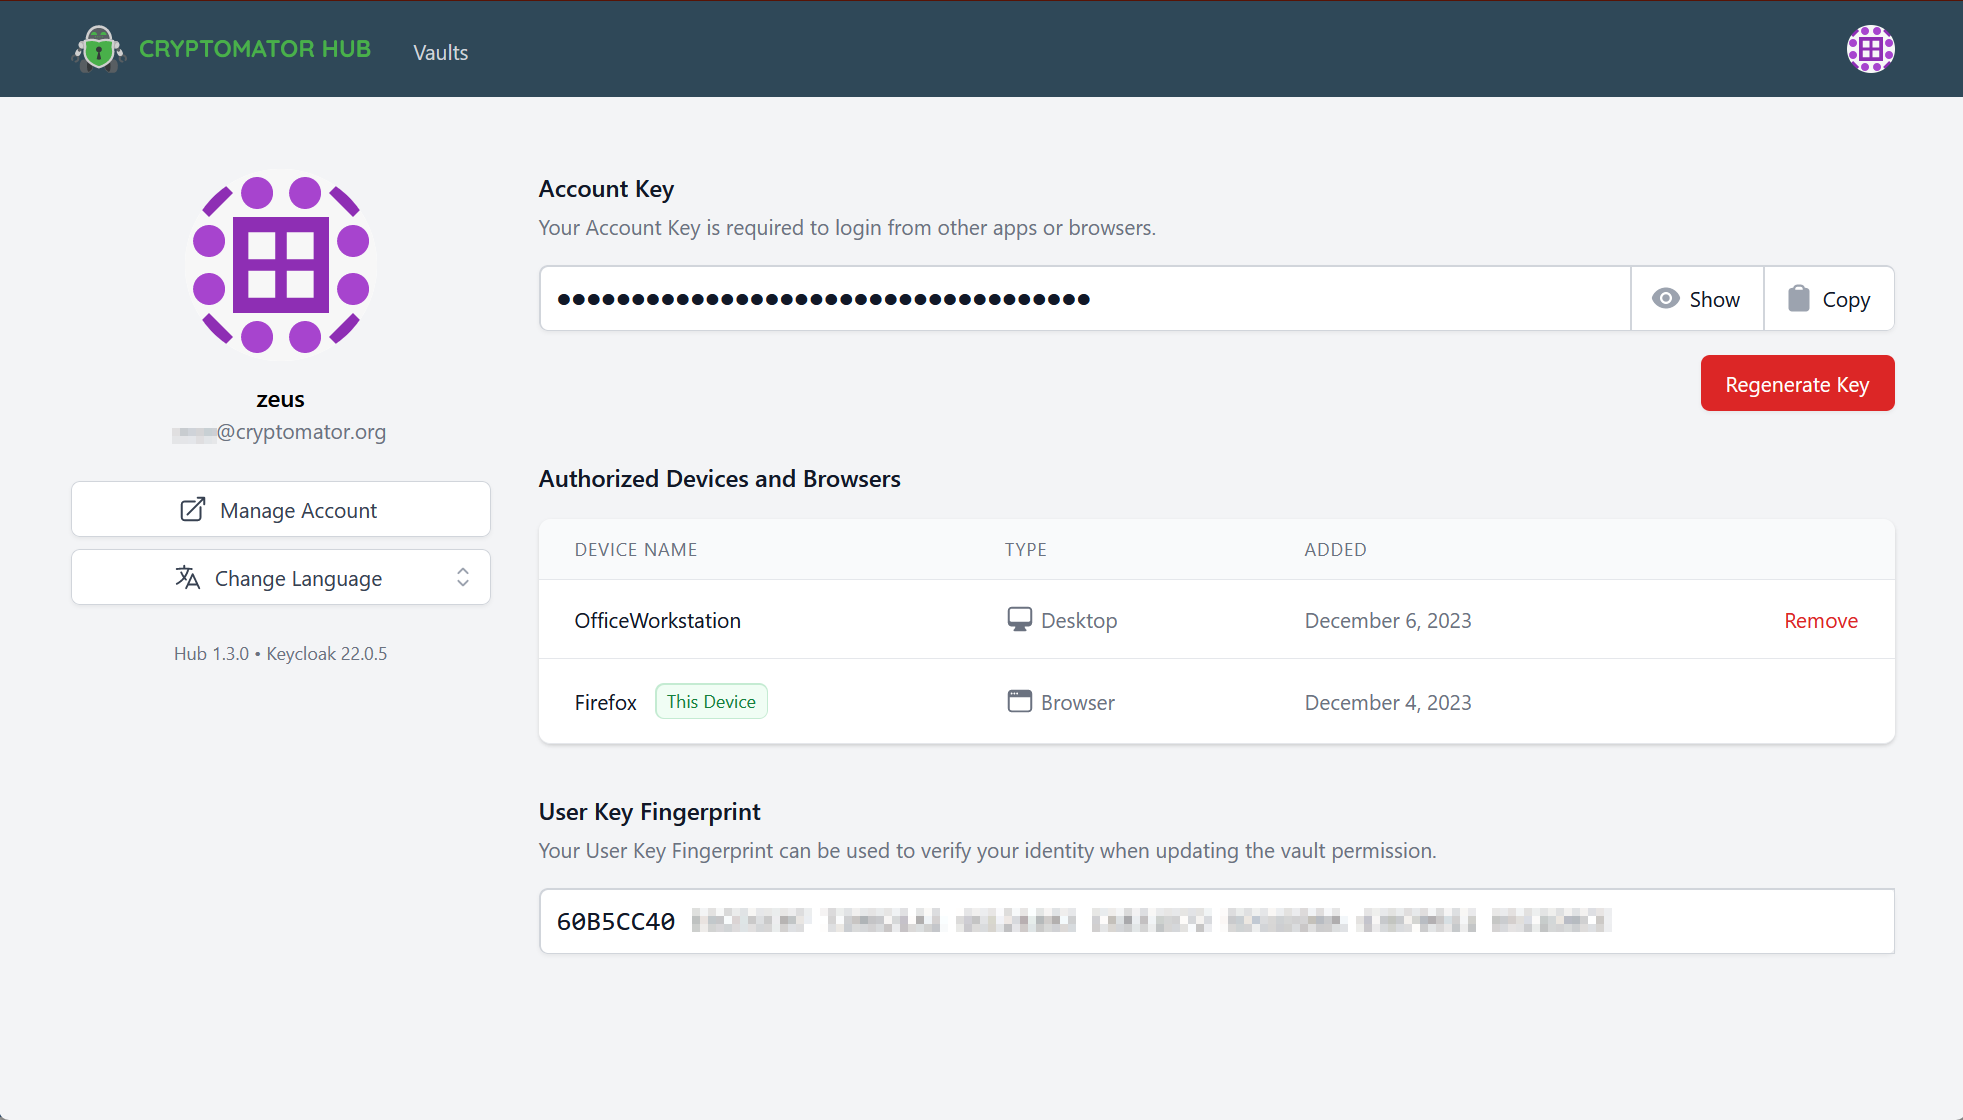 CRYPTOMATOR HUB
Vaults
zeus
@cryptomator.org
Manage Account
Change Language
Hub 1.3.0 • Keycloak 22.0.5
Account Key
Your Account Key is required to login from other apps or browsers.
••••••••••••••••••••••••••••••••••••
Show
Copy
Regenerate Key
Authorized Devices and Browsers
DEVICE NAME TYPE ADDED
OfficeWorkstation Desktop December 6, 2023 Remove
Firefox This Device Browser December 4, 2023
User Key Fingerprint
Your User Key Fingerprint can be used to verify your identity when updating the vault permission.
60B5CC40